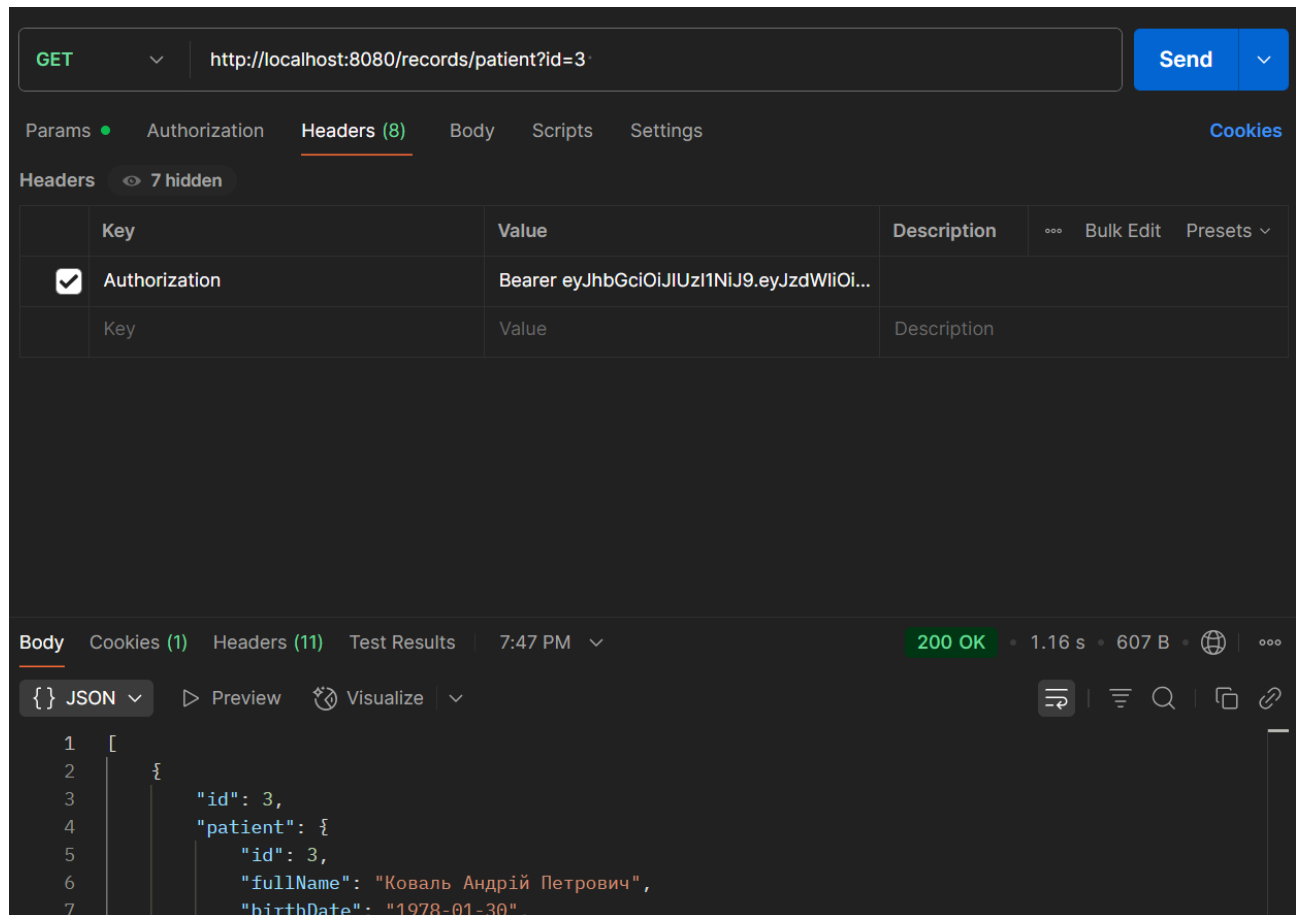 GET http://localhost:8080/records/patient?id=3 Send
Params Authorization Headers (8) Body Scripts Settings Cookies
Headers 7 hidden
Key Value Description Bulk Edit Presets
Authorization Bearer eyJhbGciOiJIUzI1NiJ9.eyJzdWIiOi...
Key Value Description
Body Cookies (1) Headers (11) Test Results 7:47 PM 200 OK • 1.16 s • 607 B
{} JSON Preview Visualize
1 [
2 {
3 "id": 3,
4 "patient": {
5 "id": 3,
6 "fullName": "Коваль Андрій Петрович",
7 "birthDate": "1978-01-30",